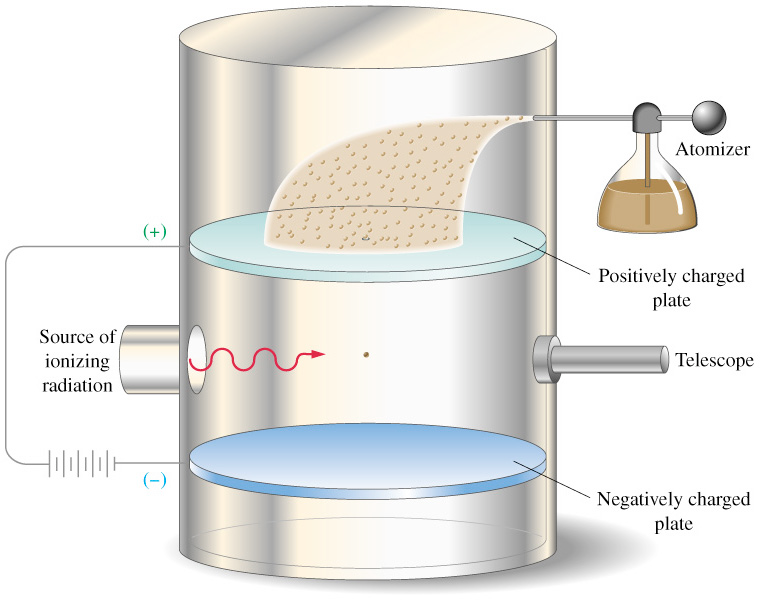 Atomizer
(+)
Positively charged
plate
Source of
ionizing
radiation
Telescope
(−)
Negatively charged
plate